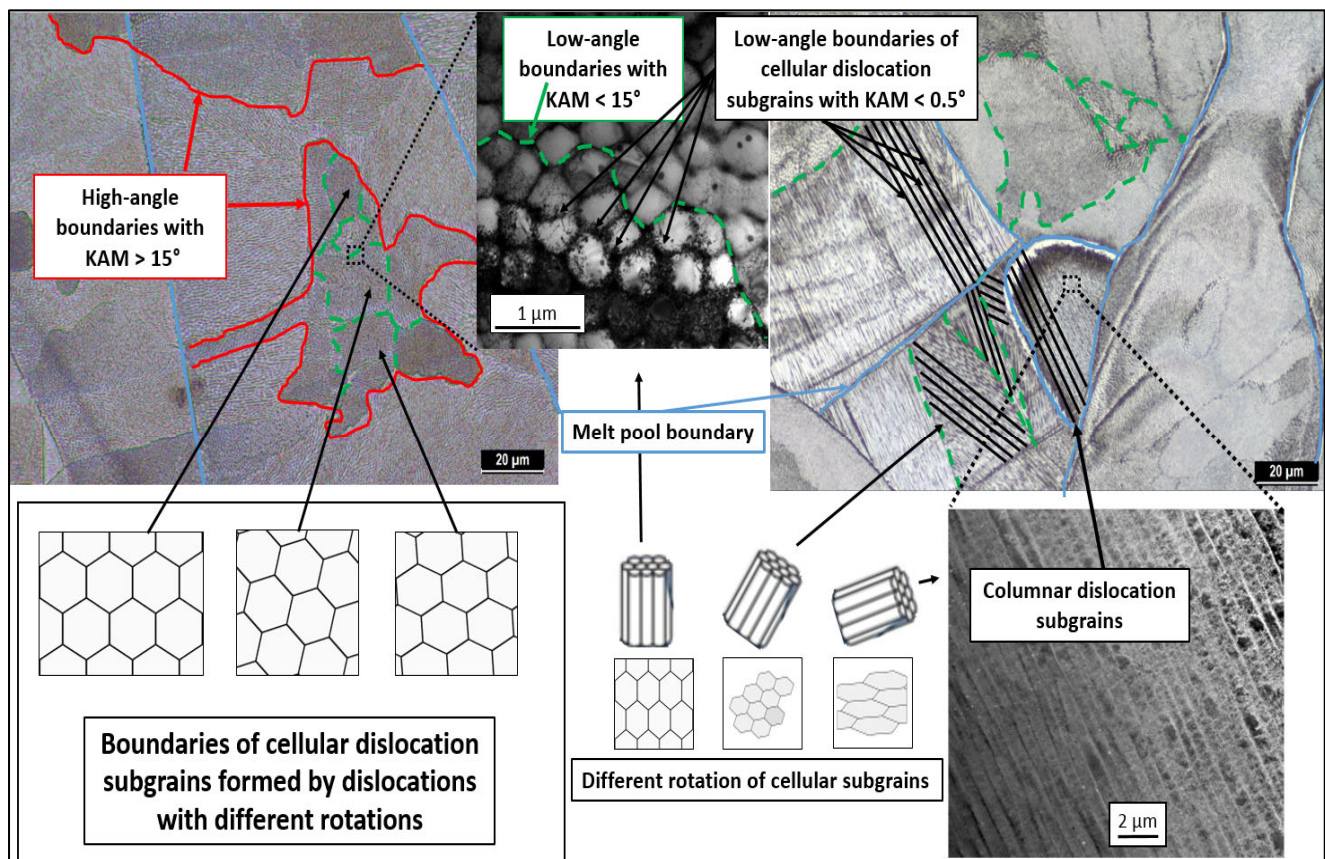 Low-angle
boundaries with
KAM < 15°
Low-angle boundaries of
cellular dislocation
subgrains with KAM < 0.5°
High-angle
boundaries with
KAM > 15°
1 µm
Melt pool boundary
20 µm
20 µm
Columnar dislocation
subgrains
Boundaries of cellular dislocation
subgrains formed by dislocations
with different rotations
Different rotation of cellular subgrains
2 µm